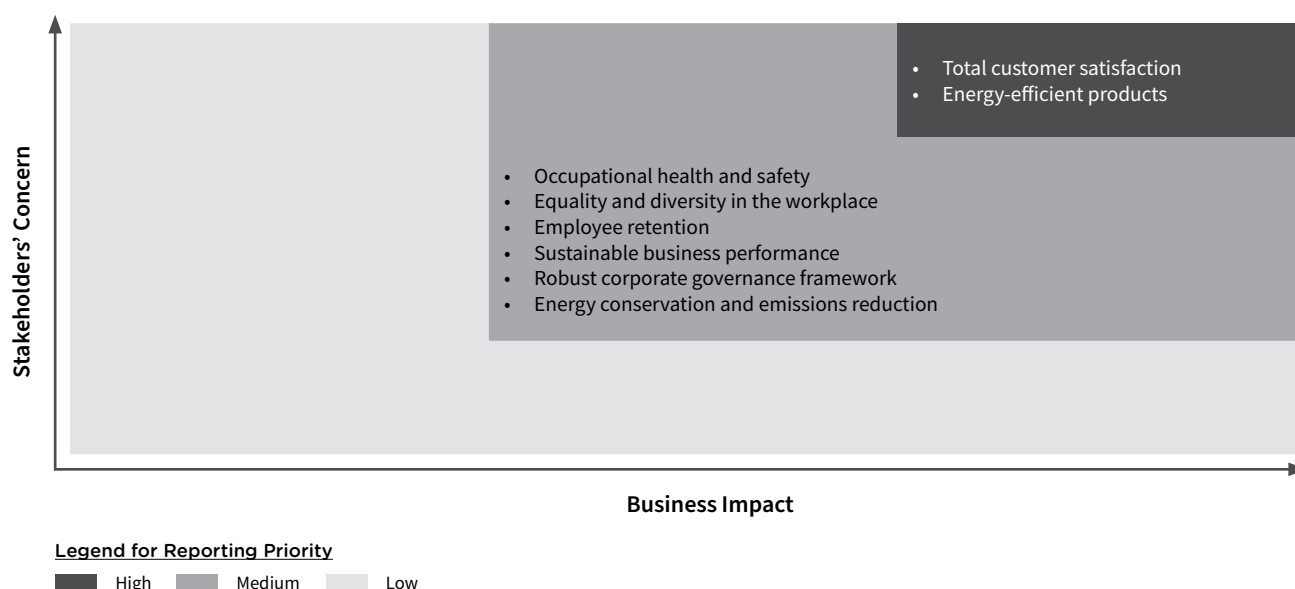 Stakeholders' Concern
• Total customer satisfaction
• Energy-efficient products
• Occupational health and safety
• Equality and diversity in the workplace
• Employee retention
• Sustainable business performance
• Robust corporate governance framework
• Energy conservation and emissions reduction
Business Impact
Legend for Reporting Priority
High Medium Low